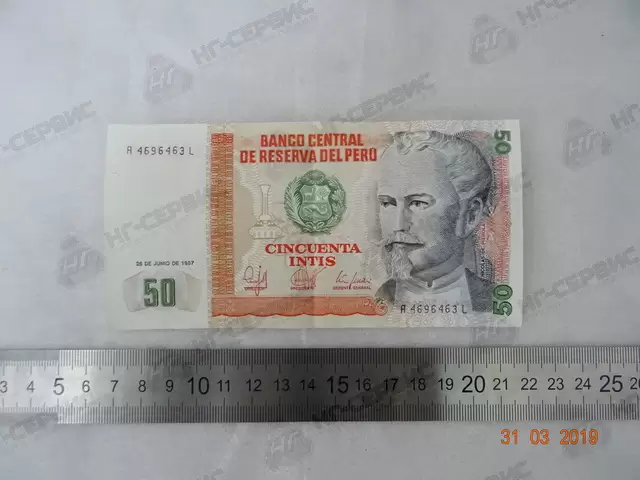 НГ-СЕРВИС
BANCO CENTRAL
DE RESERVA DEL PERÚ
A 4696463 L
50
CINCUENTA
INTIS
26 DE JUNIO DE 1987
50
50
A 4696463 L
3 4 5 6 7 8 9 10 11 12 13 14 15 16 17 18 19 20 21 22 23 24 25 26
31 03 2019